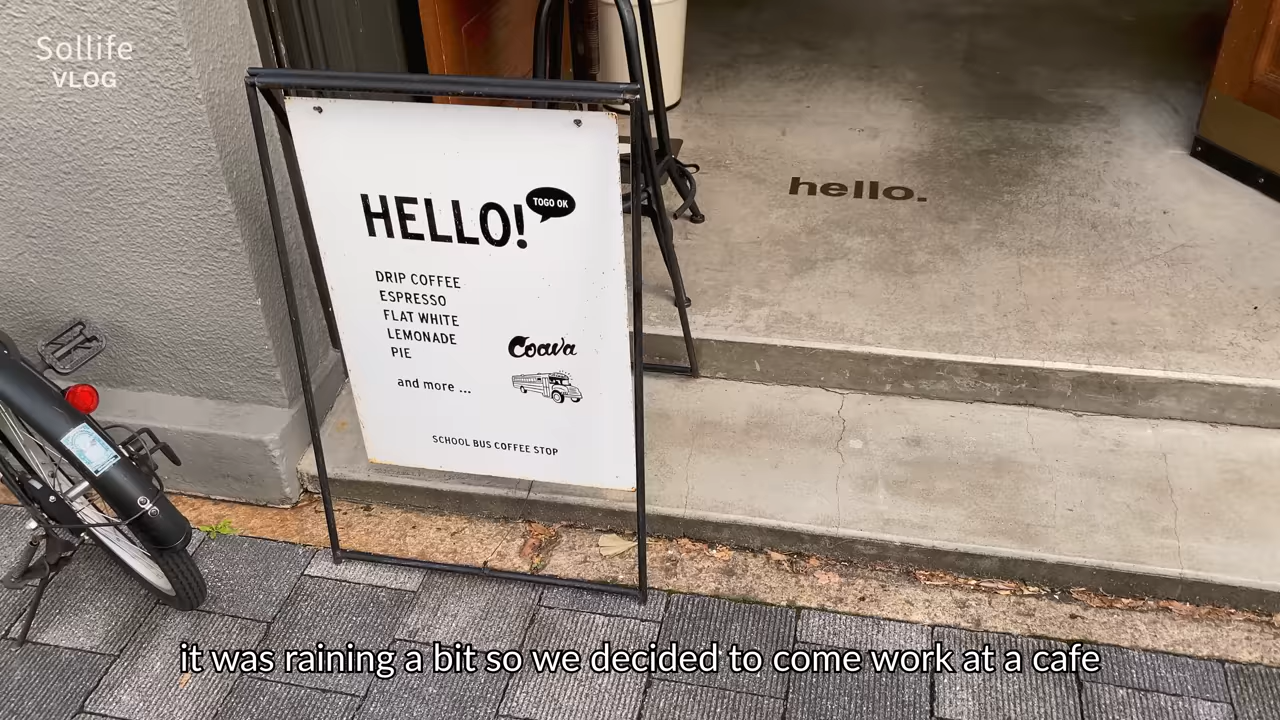 Sollife
VLOG
HELLO!
TOGO OK
hello.
DRIP COFFEE
ESPRESSO
FLAT WHITE
LEMONADE
PIE
and more ...
Coava
SCHOOL BUS COFFEE STOP
it was raining a bit so we decided to come work at a cafe